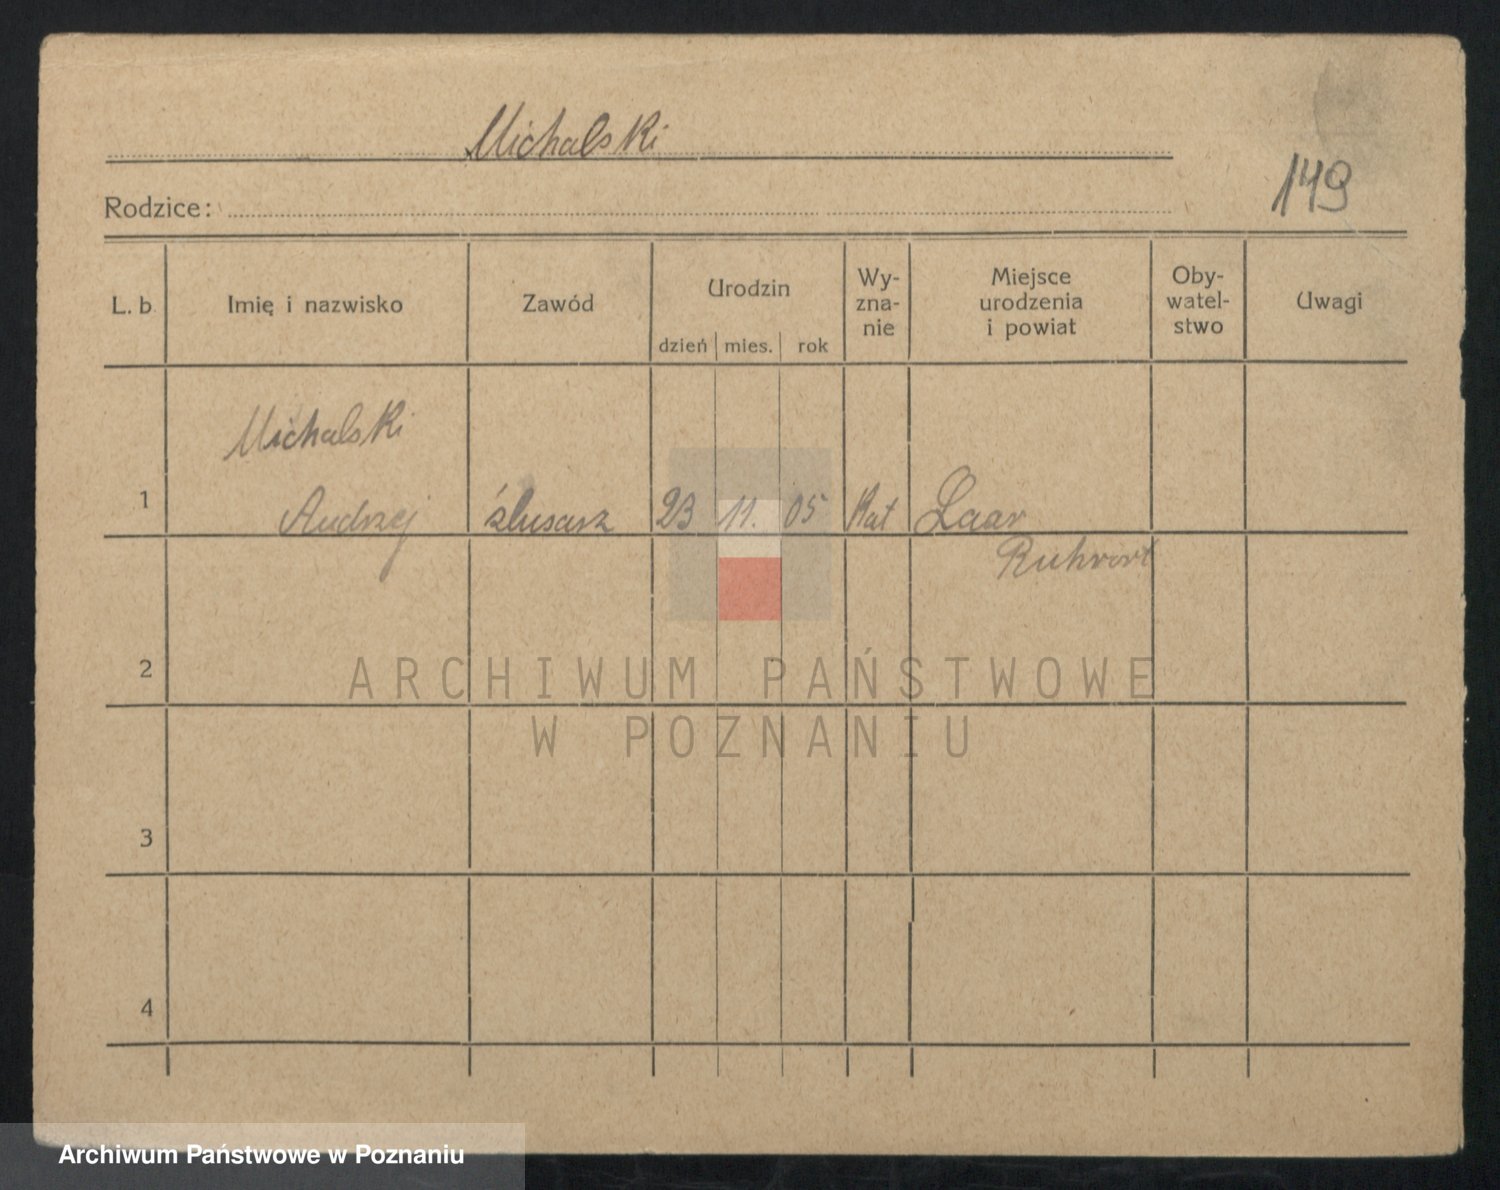 Michalski
149
Rodzice:
L. b. Imię i nazwisko Zawód Urodzin dzień mies. rok Wy-
zna-
nie Miejsce
urodzenia
i powiat Oby-
watel-
stwo Uwagi
Michalski
1 Andrzej ślusarz 23 11. 05 Kat Laar
Ruhrort
2
3
4
ARCHIWUM PAŃSTWOWE
W POZNANIU
Archiwum Państwowe w Poznaniu